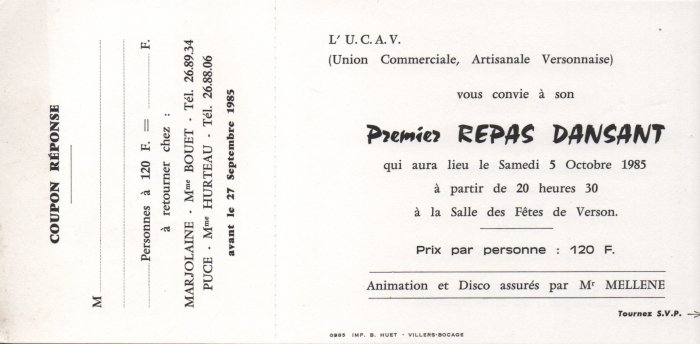 COUPON RÉPONSE
M
Personnes à 120 F. = F.
à retourner chez :
MARJOLAINE - Mme BOUET - Tél. 26.89.34
PUCE - Mme HURTEAU - Tél. 26.88.06
avant le 27 Septembre 1985
L' U.C.A.V.
(Union Commerciale, Artisanale Versonnaise)
vous convie à son
Premier REPAS DANSANT
qui aura lieu le Samedi 5 Octobre 1985
à partir de 20 heures 30
à la Salle des Fêtes de Verson.
Prix par personne : 120 F.
Animation et Disco assurés par Mr MELLENE
Tournez S.V.P. →
0985 IMP. B. HUET - VILLERS-BOCAGE